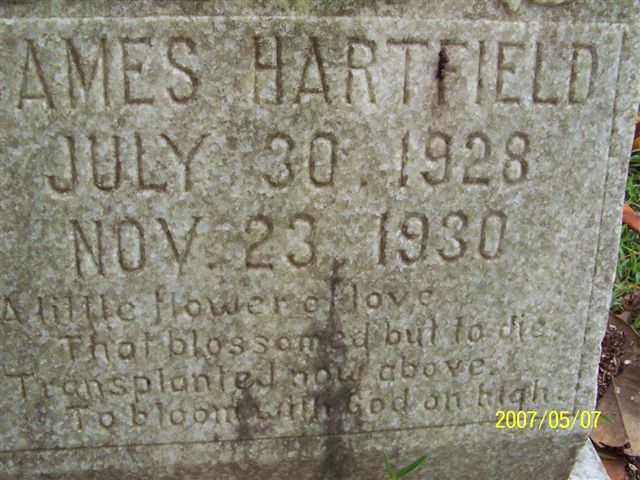 AMES HARTFIELD
JULY 30, 1928
NOV. 23, 1930
A little flower of love
That blossomed but to die.
Transplanted now above.
To bloom with God on high.
2007/05/07